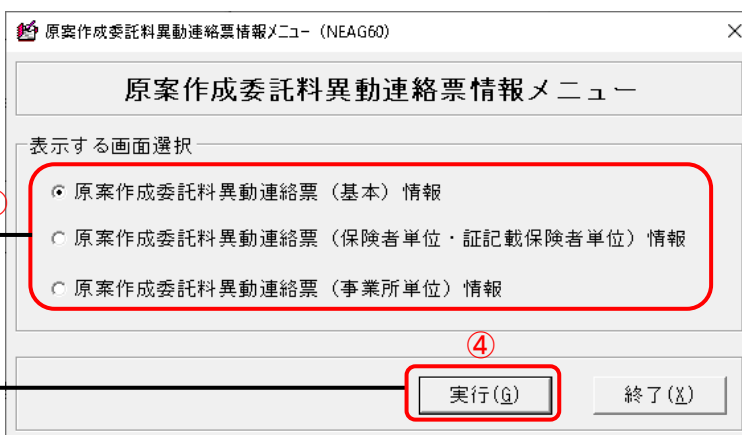 原案作成委託料異動連絡票情報ﾒﾆｭｰ (NEAG60)
原案作成委託料異動連絡票情報メニュー
表示する画面選択
原案作成委託料異動連絡票（基本）情報
原案作成委託料異動連絡票（保険者単位・証記載保険者単位）情報
原案作成委託料異動連絡票（事業所単位）情報
④
実行(G) 終了(X)